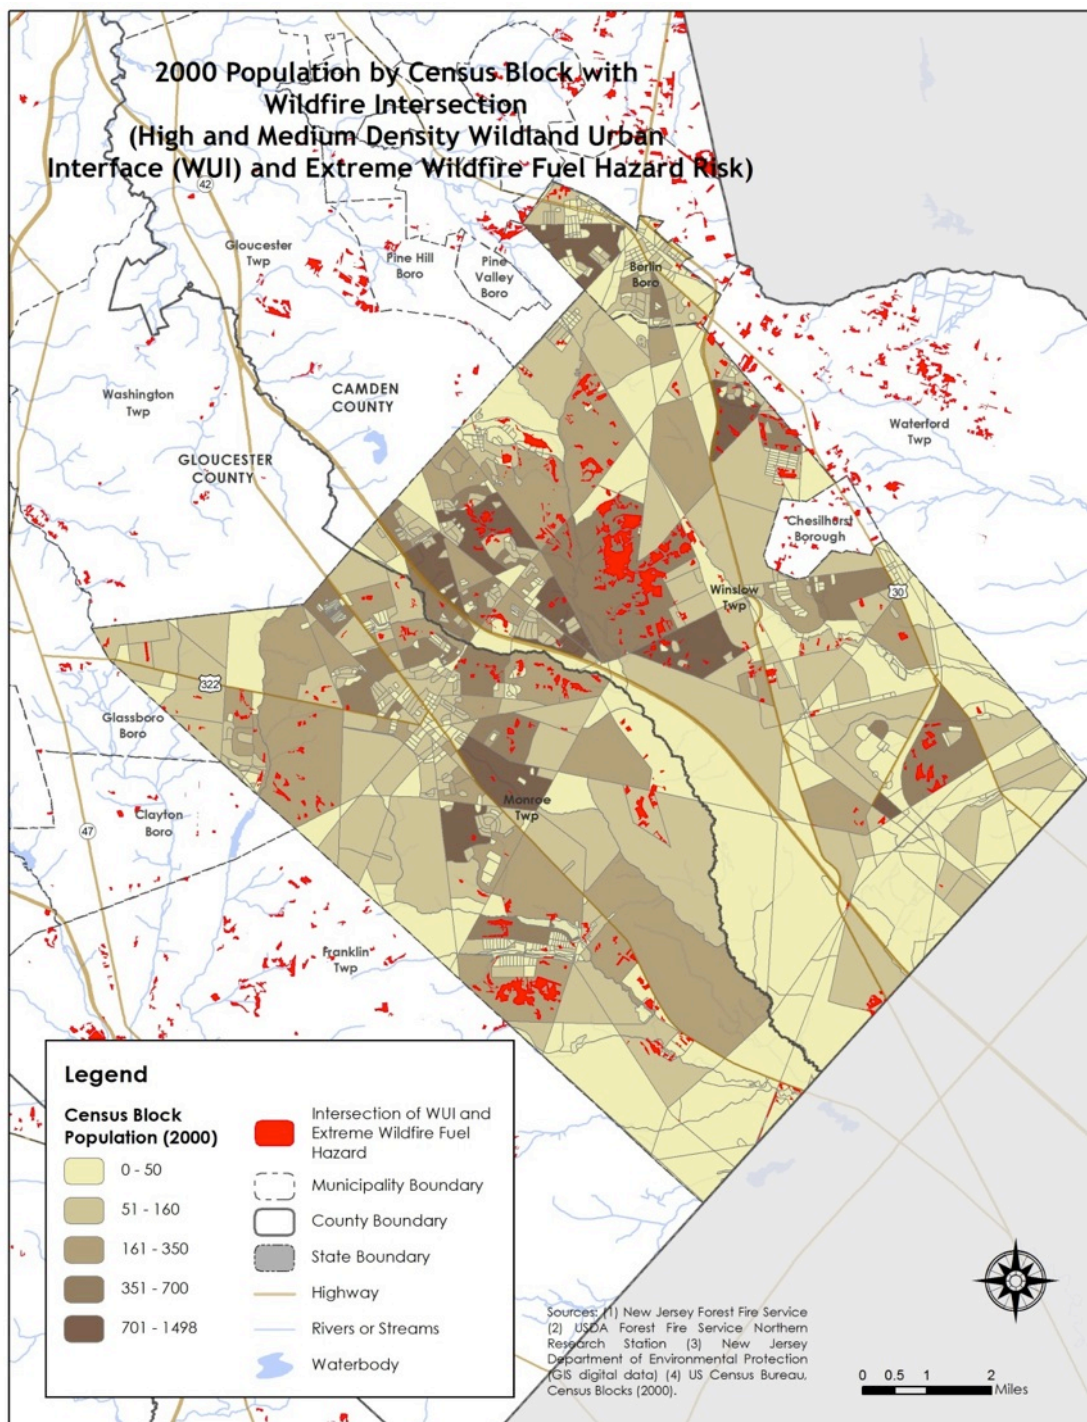 2000 Population by Census Block with
Wildfire Intersection
(High and Medium Density Wildland Urban
Interface (WUI) and Extreme Wildfire Fuel Hazard Risk)
42
Gloucester
Twp
Pine Hill
Boro
Pine
Valley
Boro
Berlin
Boro
Washington
Twp
CAMDEN
COUNTY
GLOUCESTER
COUNTY
Waterford
Twp
Chesilhurst
Borough
Winslow
Twp
30
322
Glassboro
Boro
Clayton
Boro
47
Monroe
Twp
Franklin
Twp
Legend
Census Block
Population (2000)
0 - 50
51 - 160
161 - 350
351 - 700
701 - 1498
Intersection of WUI and
Extreme Wildfire Fuel
Hazard
Municipality Boundary
County Boundary
State Boundary
Highway
Rivers or Streams
Waterbody
Sources: (1) New Jersey Forest Fire Service
(2) USDA Forest Fire Service Northern
Research Station (3) New Jersey
Department of Environmental Protection
(GIS digital data) (4) US Census Bureau,
Census Blocks (2000).
0 0.5 1 2
Miles